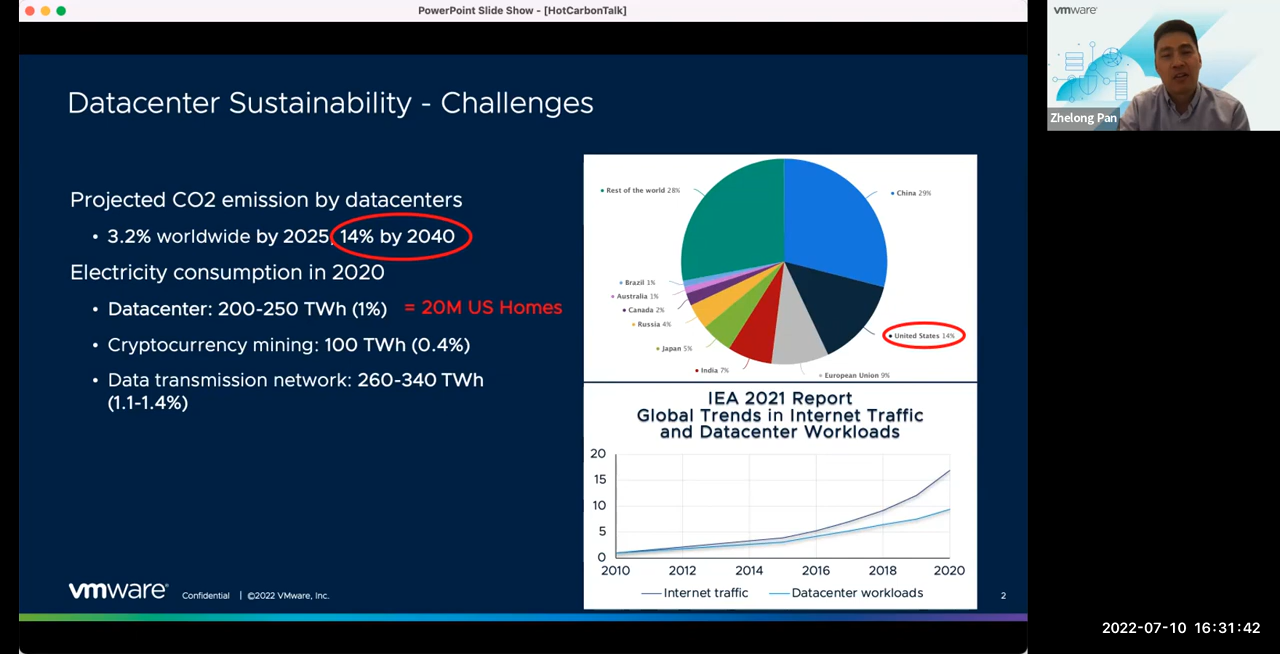 PowerPoint Slide Show - [HotCarbonTalk]
Datacenter Sustainability - Challenges
Projected CO2 emission by datacenters
• 3.2% worldwide by 2025, 14% by 2040
Electricity consumption in 2020
• Datacenter: 200-250 TWh (1%) = 20M US Homes
• Cryptocurrency mining: 100 TWh (0.4%)
• Data transmission network: 260-340 TWh
(1.1-1.4%)
Rest of the world 28%
China 29%
Brazil 1%
Australia 1%
Canada 2%
Russia 4%
United States 14%
Japan 5%
India 7%
European Union 9%
IEA 2021 Report
Global Trends in Internet Traffic
and Datacenter Workloads
20
15
10
5
0
2010 2012 2014 2016 2018 2020
Internet traffic Datacenter workloads
vmware® Confidential | ©2022 VMware, Inc.
2
vmware®
Zhelong Pan
2022-07-10 16:31:42